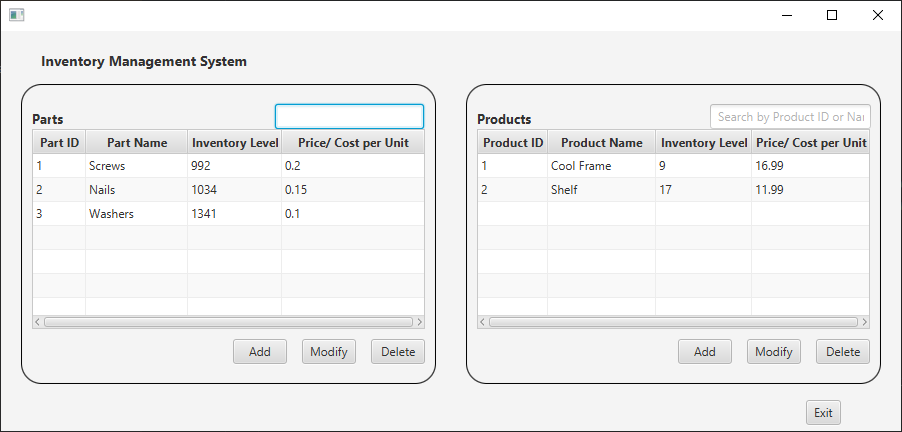 Inventory Management System
Parts
Part ID Part Name Inventory Level Price/ Cost per Unit
1 Screws 992 0.2
2 Nails 1034 0.15
3 Washers 1341 0.1
Add Modify Delete
Products Search by Product ID or Nar
Product ID Product Name Inventory Level Price/ Cost per Unit
1 Cool Frame 9 16.99
2 Shelf 17 11.99
Add Modify Delete
Exit